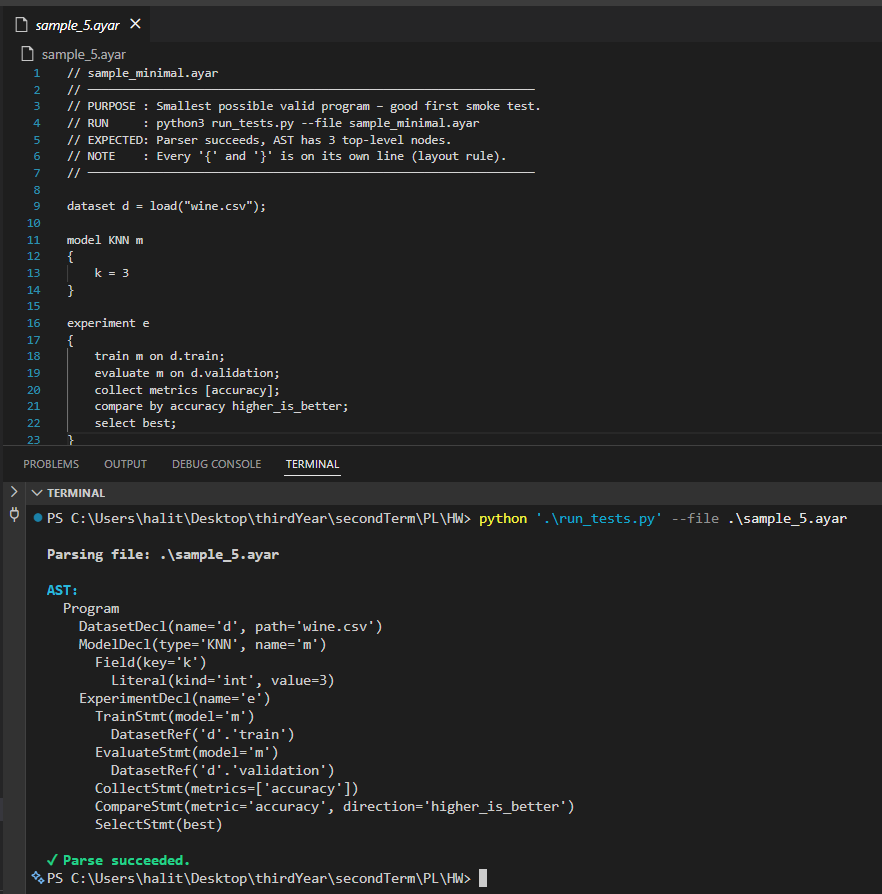 sample_5.ayar
sample_5.ayar
1 // sample_minimal.ayar
2 // ────────────────────────────────────────────────────────────────
3 // PURPOSE : Smallest possible valid program – good first smoke test.
4 // RUN     : python3 run_tests.py --file sample_minimal.ayar
5 // EXPECTED: Parser succeeds, AST has 3 top-level nodes.
6 // NOTE    : Every '{' and '}' is on its own line (layout rule).
7 // ────────────────────────────────────────────────────────────────
8
9 dataset d = load("wine.csv");
10
11 model KNN m
12 {
13     k = 3
14 }
15
16 experiment e
17 {
18     train m on d.train;
19     evaluate m on d.validation;
20     collect metrics [accuracy];
21     compare by accuracy higher_is_better;
22     select best;
23 }
PROBLEMS OUTPUT DEBUG CONSOLE TERMINAL
TERMINAL
PS C:\Users\halit\Desktop\thirdYear\secondTerm\PL\HW> python '.\run_tests.py' --file .\sample_5.ayar
Parsing file: .\sample_5.ayar
AST:
  Program
    DatasetDecl(name='d', path='wine.csv')
    ModelDecl(type='KNN', name='m')
      Field(key='k')
        Literal(kind='int', value=3)
    ExperimentDecl(name='e')
      TrainStmt(model='m')
        DatasetRef('d'.'train')
      EvaluateStmt(model='m')
        DatasetRef('d'.'validation')
      CollectStmt(metrics=['accuracy'])
      CompareStmt(metric='accuracy', direction='higher_is_better')
      SelectStmt(best)
✓ Parse succeeded.
PS C:\Users\halit\Desktop\thirdYear\secondTerm\PL\HW>